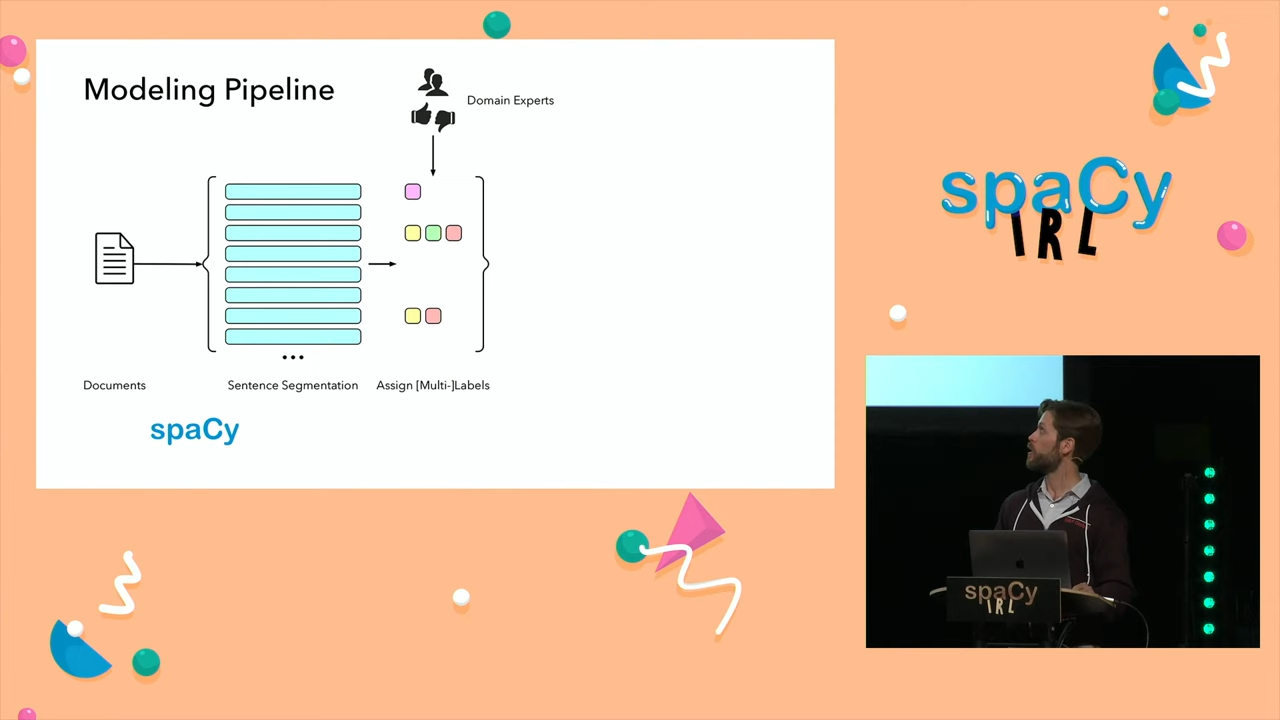 Modeling Pipeline
Domain Experts
...
Documents
Sentence Segmentation
Assign [Multi-]Labels
spaCy
spaCy
IRL
spaCy
IRL